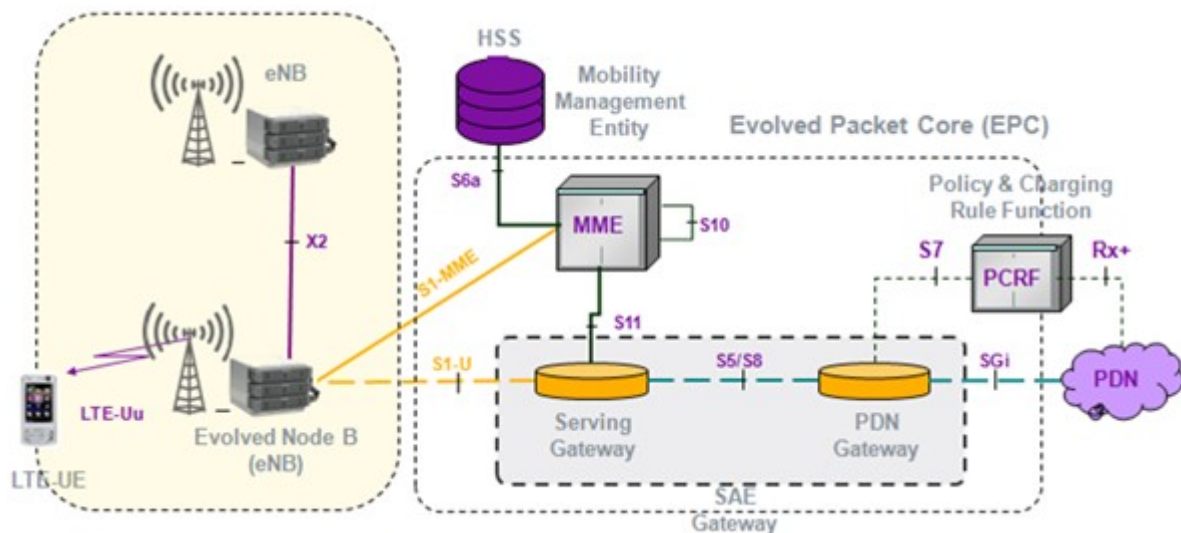 HSS
eNB
Mobility
Management
Entity
Evolved Packet Core (EPC)
S6a
Policy & Charging
Rule Function
MME
S10
X2
S1-MME
S7
PCRF
Rx+
S11
S1-U
S5/S8
SGi
PDN
LTE-Uu
Evolved Node B
(eNB)
LTE-UE
Serving
Gateway
PDN
Gateway
SAE
Gateway